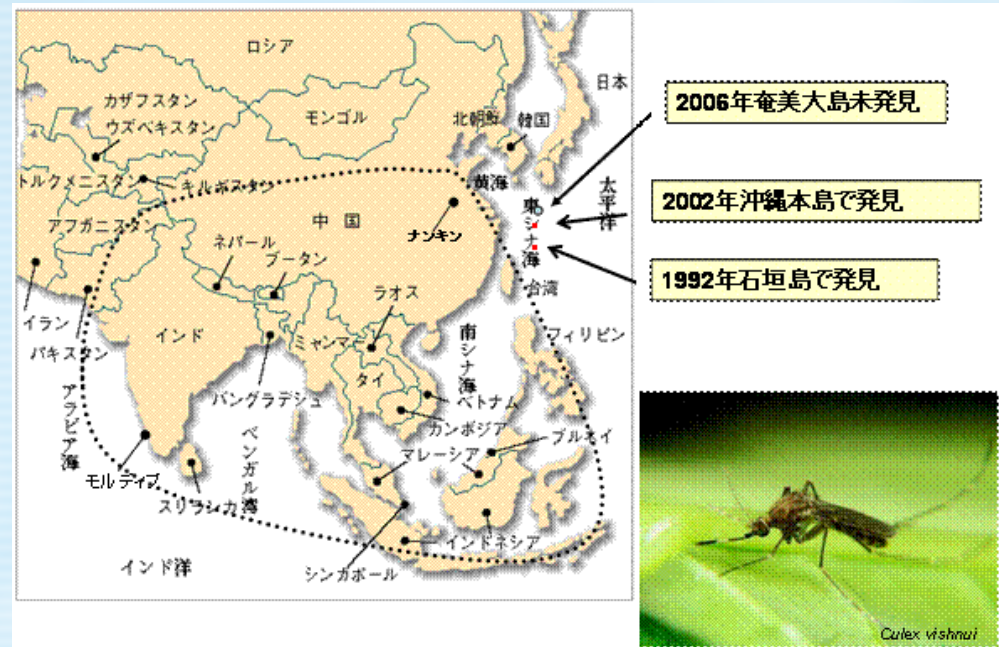 ロシア
日本
カザフスタン
ウズベキスタン
モンゴル
北朝鮮
韓国
トルクメニスタン
キルギスタン
黄海
太平洋
東シナ海
アフガニスタン
中国
ナンキン
ネパール
ブータン
台湾
ラオス
イラン
インド
ミャンマー
南シナ海
フィリピン
パキスタン
タイ
アラビア海
バングラデシュ
ベトナム
カンボジア
ベンガル湾
ブルネイ
マレーシア
モルディブ
スリランカ
インドネシア
インド洋
シンガポール
2006年奄美大島未発見
2002年沖縄本島で発見
1992年石垣島で発見
Culex vishnui